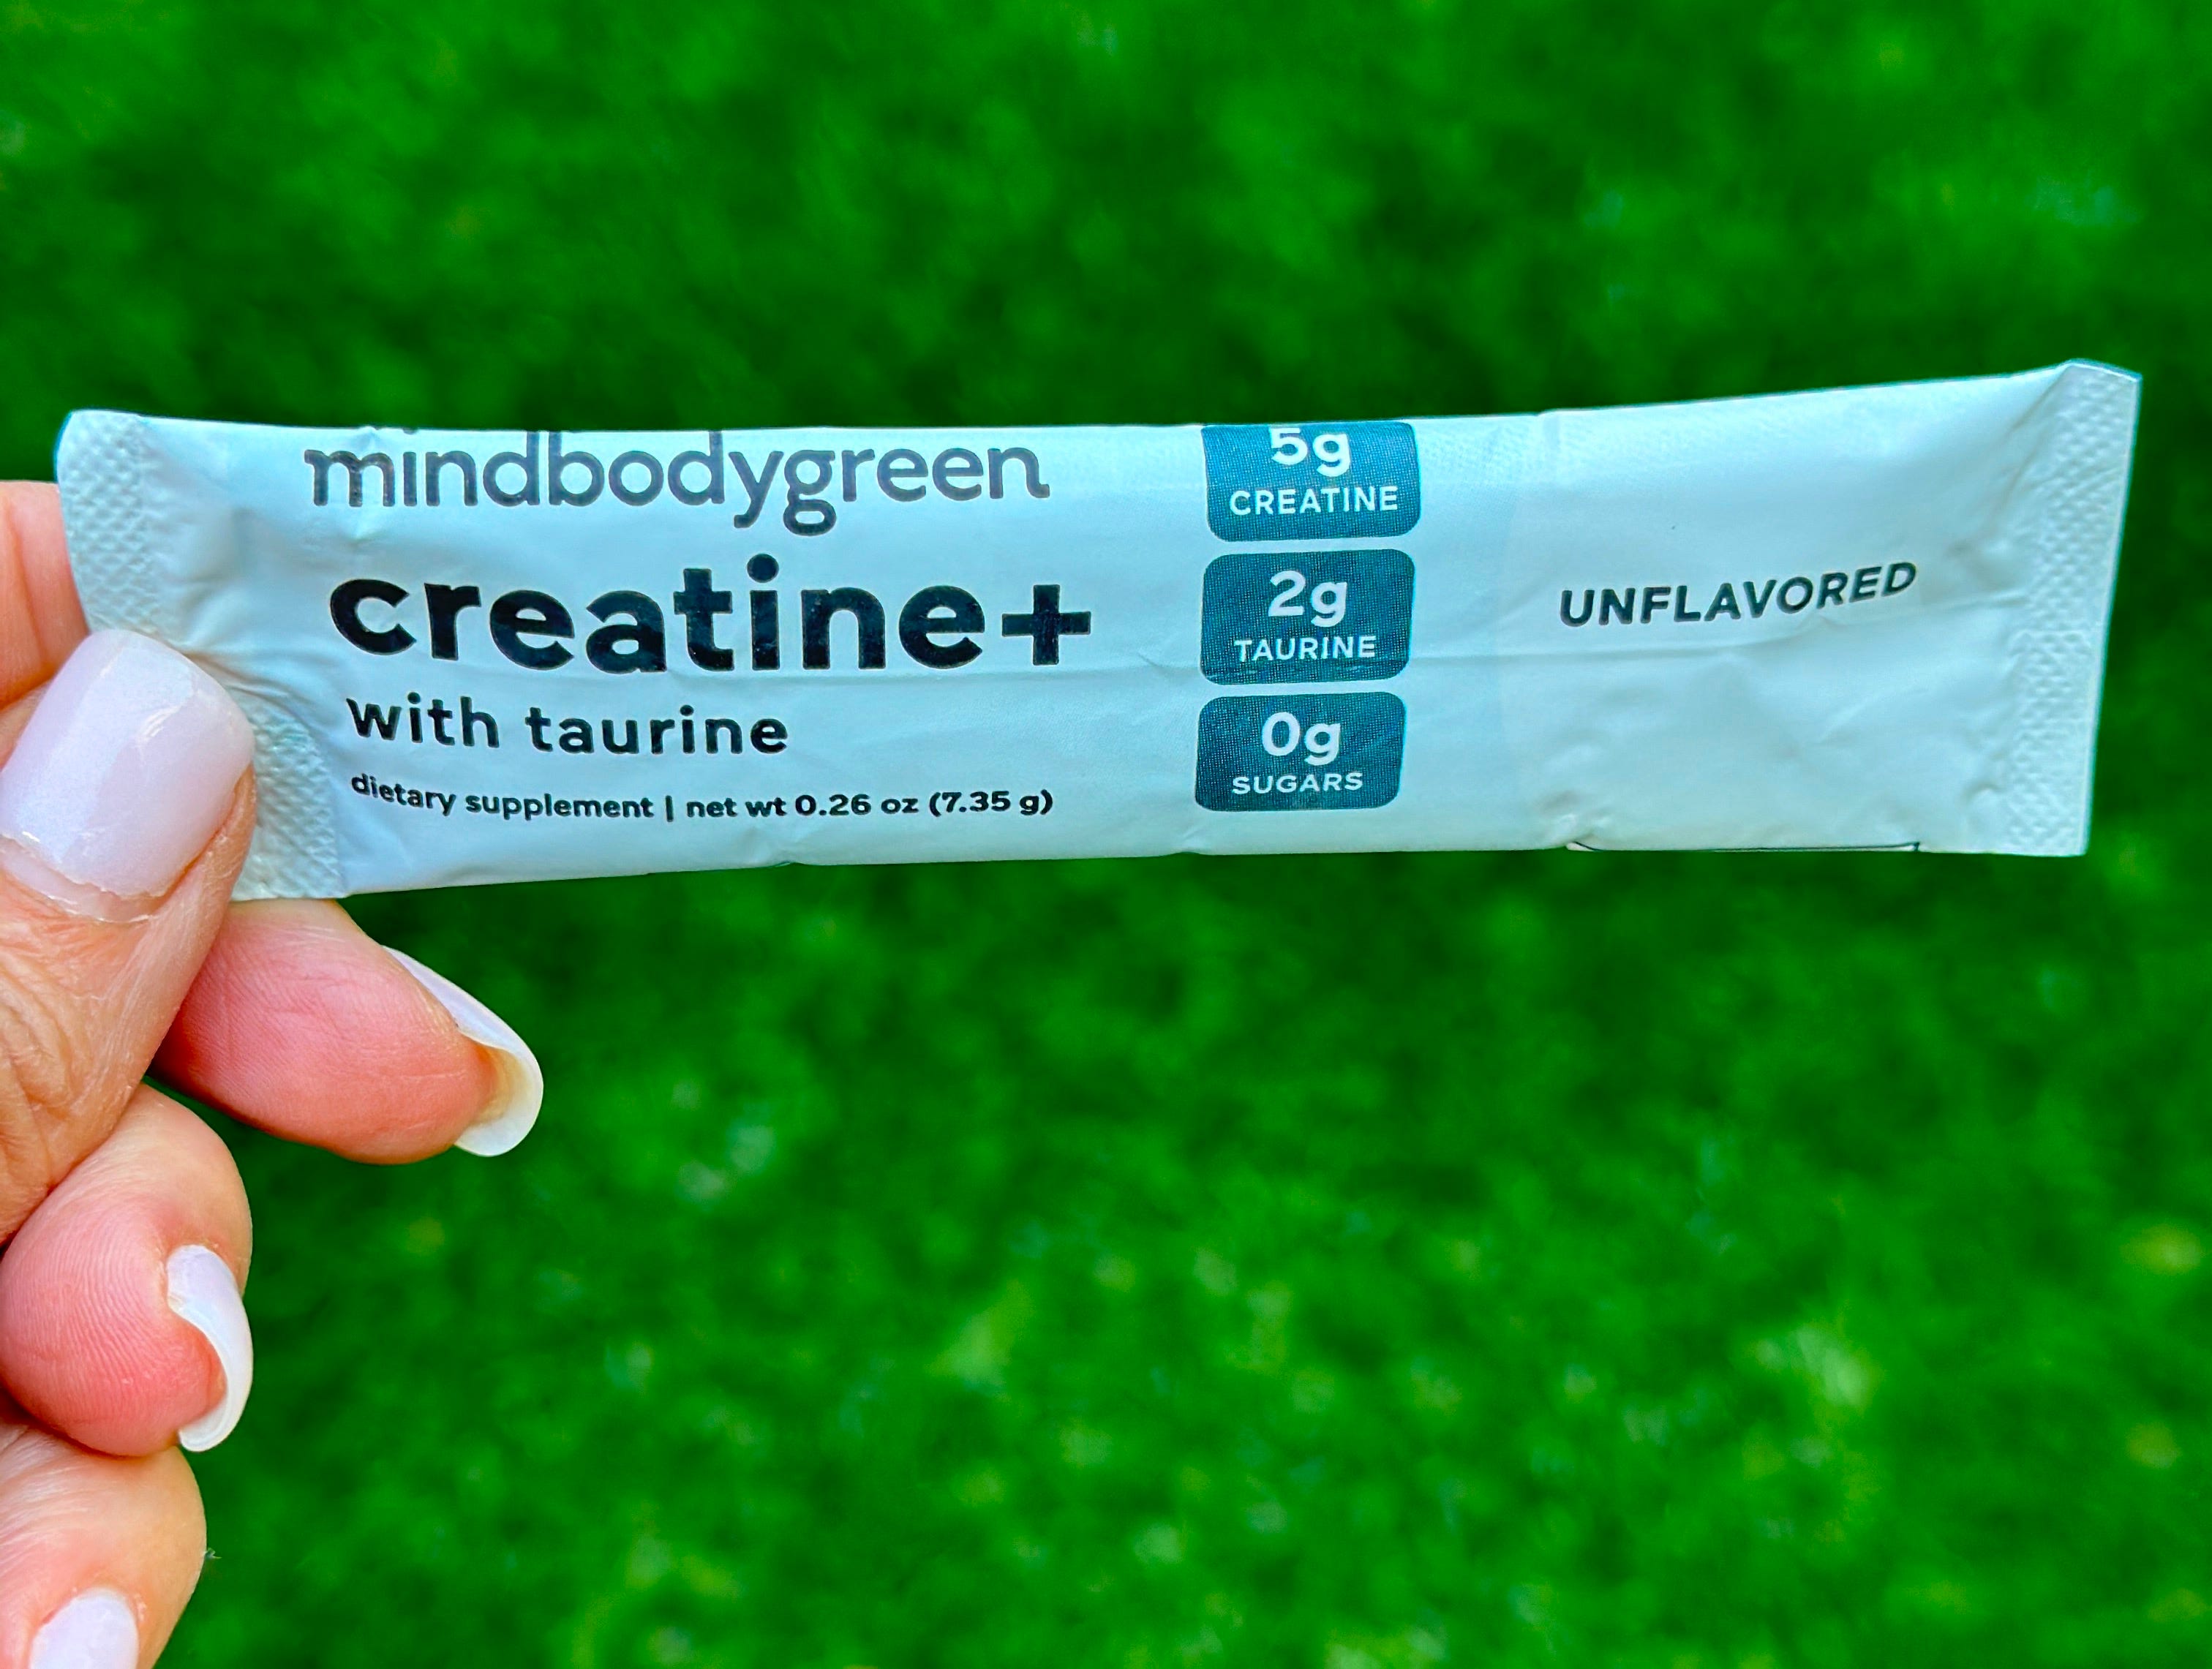 mindbodygreen
creatine+
with taurine
dietary supplement | net wt 0.26 oz (7.35 g)
5g
CREATINE
2g
TAURINE
0g
SUGARS
UNFLAVORED